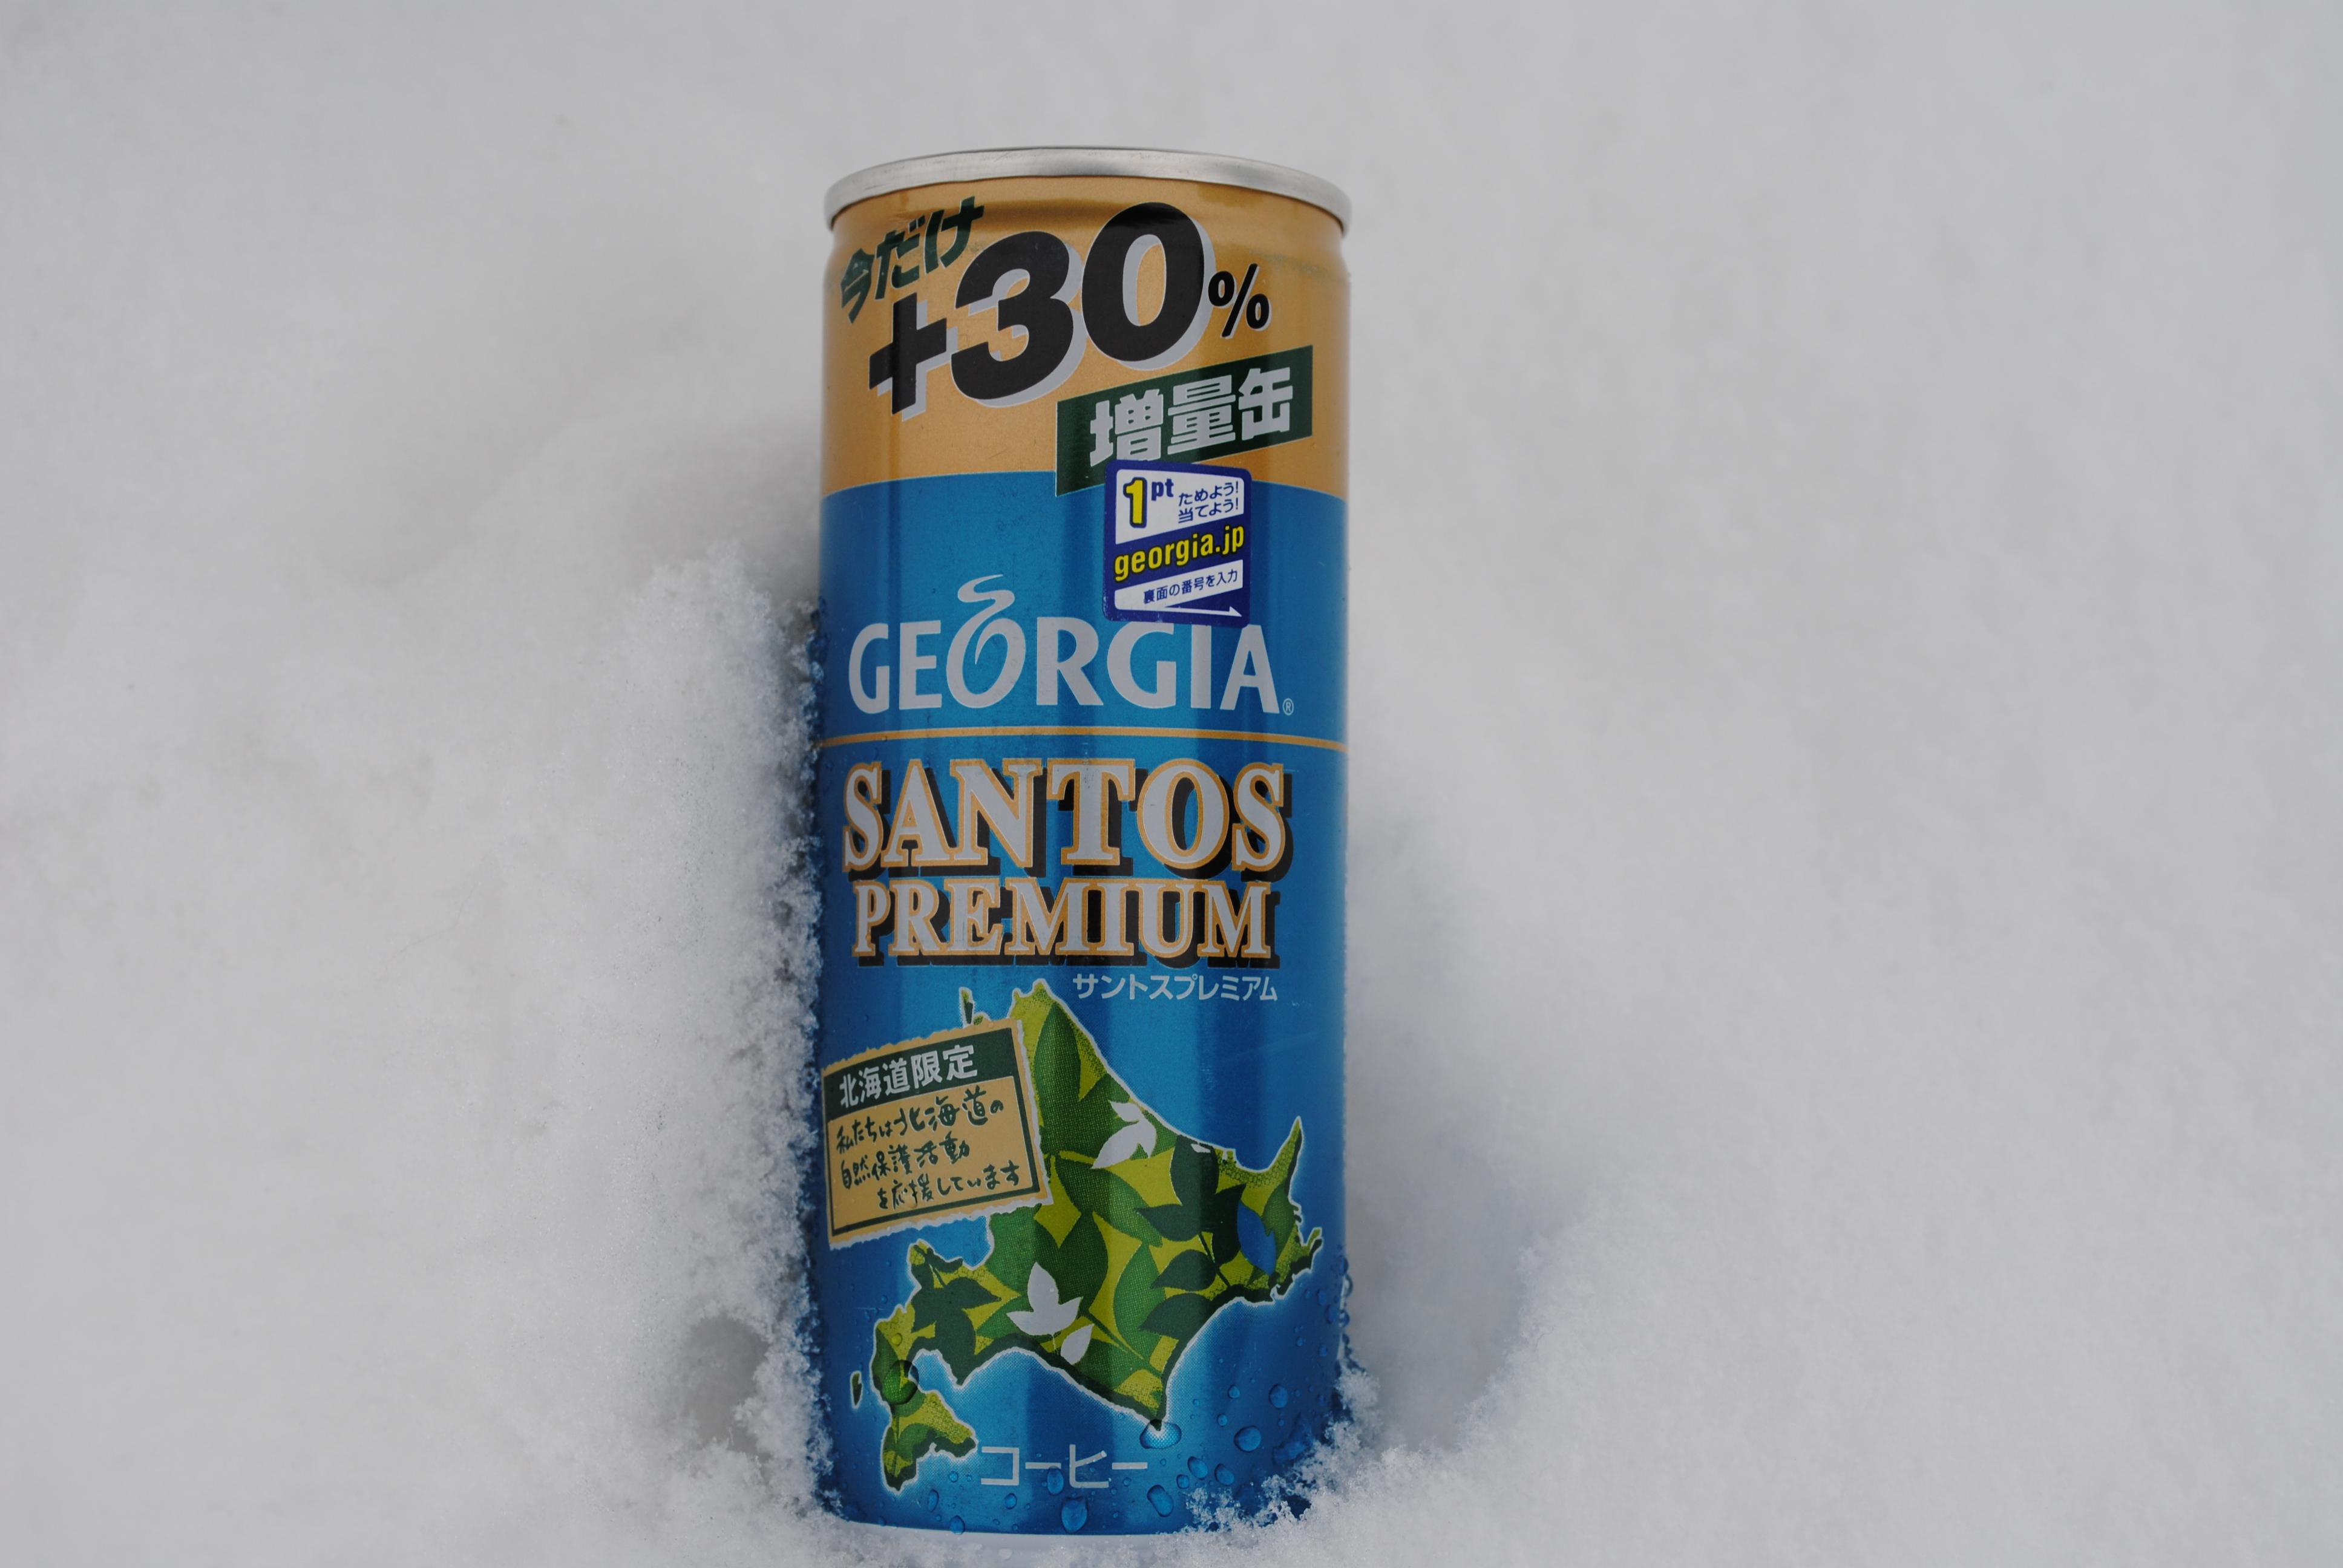 今だけ
+30%
増量缶
1pt
ためよう!
当てよう!
georgia.jp
裏面の番号を入力
GEORGIA®
SANTOS
PREMIUM
サントスプレミアム
北海道限定
私たちは北海道の
自然保護活動
を応援しています
コーヒー